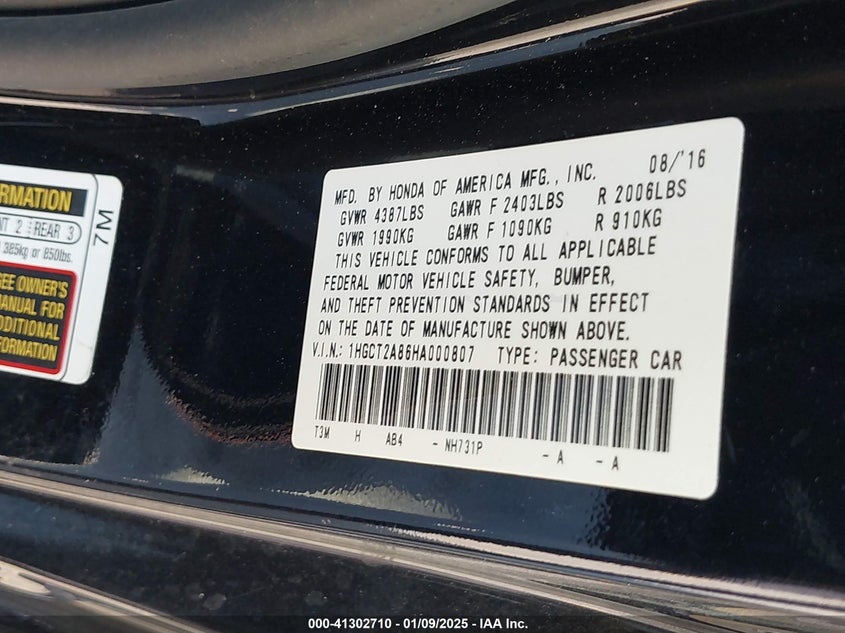 RMATION
NT 2 REAR 3
385kg or 850lbs.
SEE OWNER'S
MANUAL FOR
ADDITIONAL
FORMATION
7M
MFD. BY HONDA OF AMERICA MFG., INC. 08/'16
GVWR 4387LBS GAWR F 2403LBS R 2006LBS
GVWR 1990KG GAWR F 1090KG R 910KG
THIS VEHICLE CONFORMS TO ALL APPLICABLE
FEDERAL MOTOR VEHICLE SAFETY, BUMPER,
AND THEFT PREVENTION STANDARDS IN EFFECT
ON THE DATE OF MANUFACTURE SHOWN ABOVE.
V.I.N.: 1HGCT2A86HA000807 TYPE: PASSENGER CAR
T3M H AB4 - NH731P - A - A
000-41302710 - 01/09/2025 - IAA Inc.